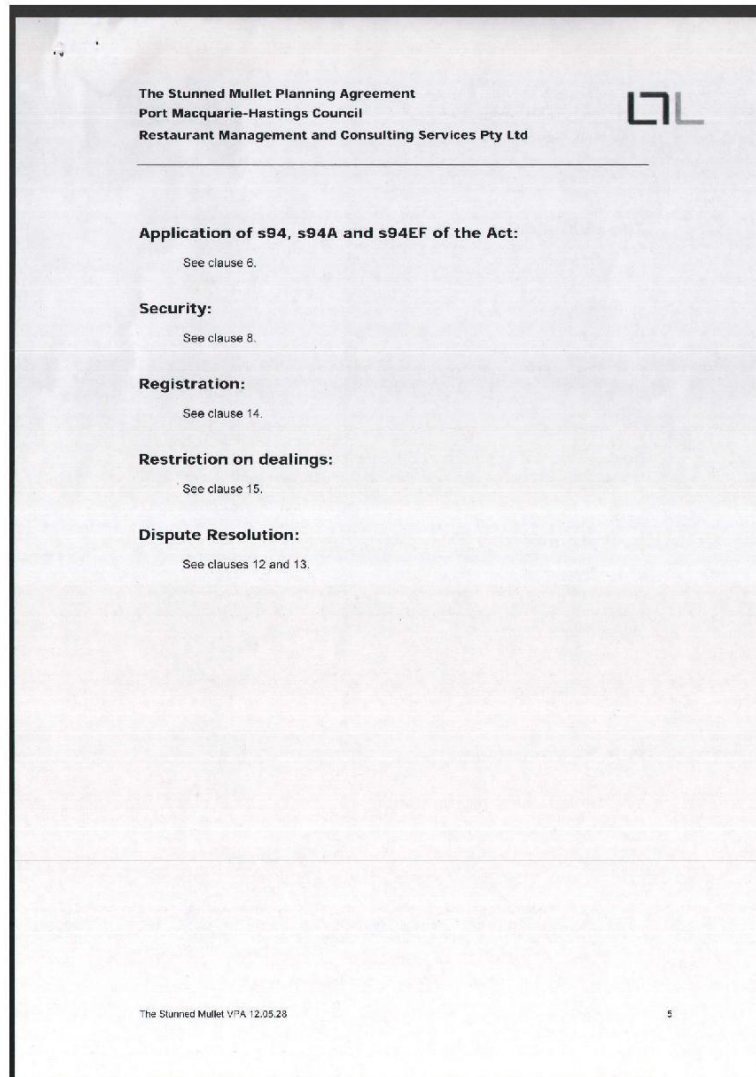 The Stunned Mullet Planning Agreement
Port Macquarie-Hastings Council
Restaurant Management and Consulting Services Pty Ltd
Application of s94, s94A and s94EF of the Act:
See clause 6.
Security:
See clause 8.
Registration:
See clause 14.
Restriction on dealings:
See clause 15.
Dispute Resolution:
See clauses 12 and 13.
The Stunned Mullet VPA 12.05.28 5